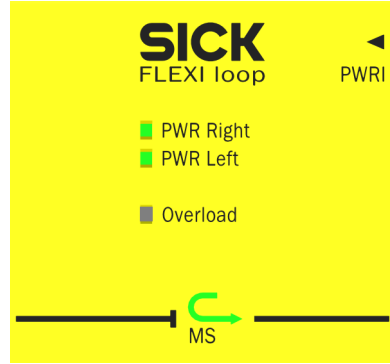 SICK
FLEXI loop
PWRI
PWR Right
PWR Left
Overload
MS